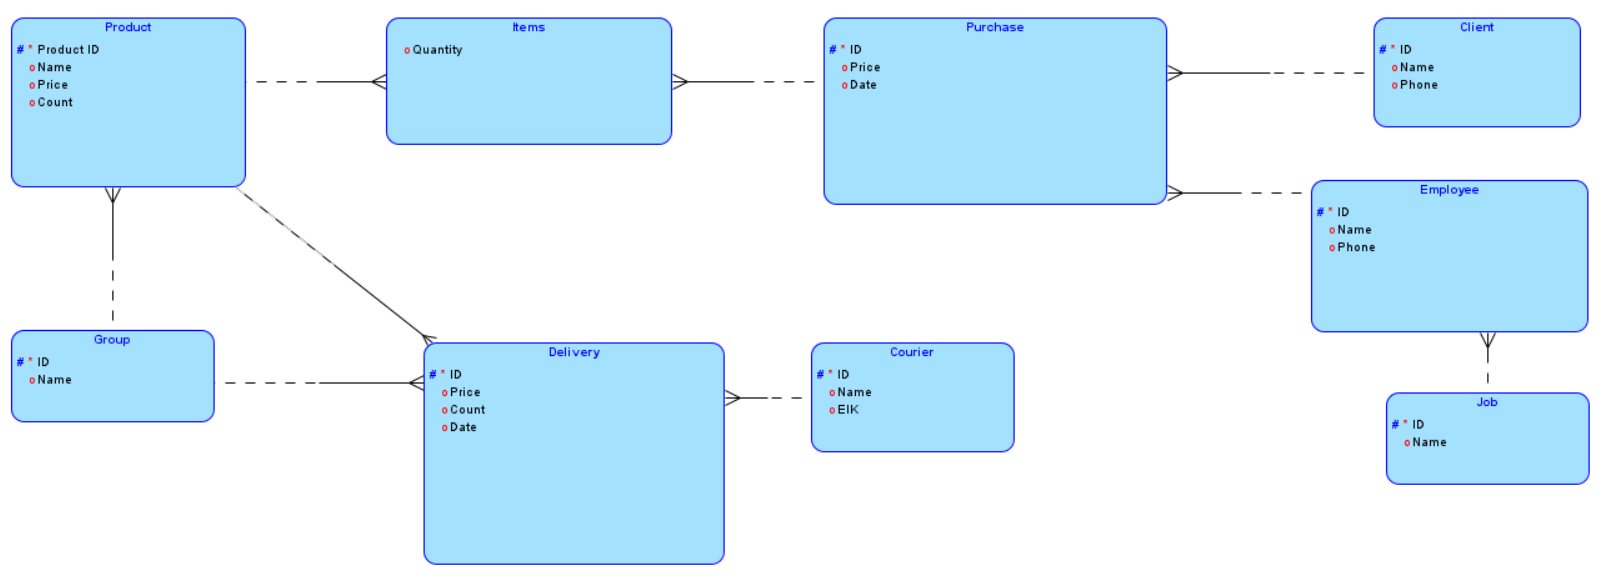 Product
# * Product ID
o Name
o Price
o Count
Items
o Quantity
Purchase
# * ID
o Price
o Date
Client
# * ID
o Name
o Phone
Employee
# * ID
o Name
o Phone
Group
# * ID
o Name
Delivery
# * ID
o Price
o Count
o Date
Courier
# * ID
o Name
o EIK
Job
# * ID
o Name